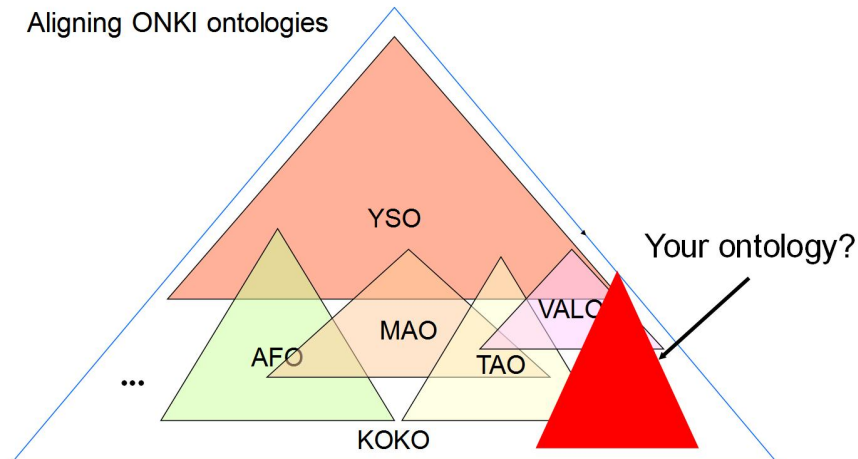 Aligning ONKI ontologies
YSO
Your ontology?
VALO
MAO
AFO
TAO
...
KOKO